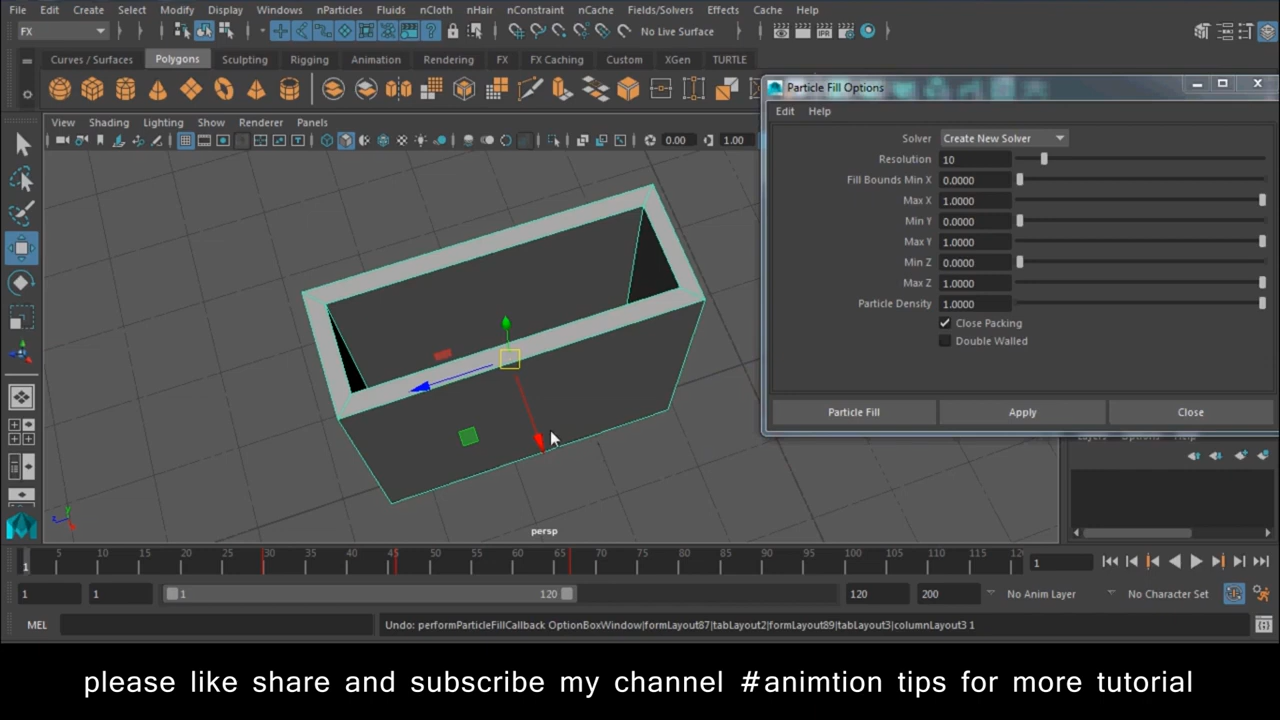 File Edit Create Select Modify Display Windows nParticles Fluids nCloth nHair nConstraint nCache Fields/Solvers Effects Cache Help
FX No Live Surface
Curves / Surfaces Polygons Sculpting Rigging Animation Rendering FX FX Caching Custom XGen TURTLE
View Shading Lighting Show Renderer Panels
0.00 1.00
Particle Fill Options
Edit Help
Solver Create New Solver
Resolution 10
Fill Bounds Min X 0.0000
Max X 1.0000
Min Y 0.0000
Max Y 1.0000
Min Z 0.0000
Max Z 1.0000
Particle Density 1.0000
Close Packing
Double Walled
Particle Fill Apply Close
persp
5 10 15 20 25 30 35 40 45 50 55 60 65 70 75 80 85 90 95 100 105 110 115 12
1 1
1 1 1 120 120 200 No Anim Layer No Character Set
MEL Undo: performParticleFillCallback OptionBoxWindow|formLayout87|tabLayout2|formLayout89|tabLayout3|columnLayout3 1
please like share and subscribe my channel #animtion tips for more tutorial